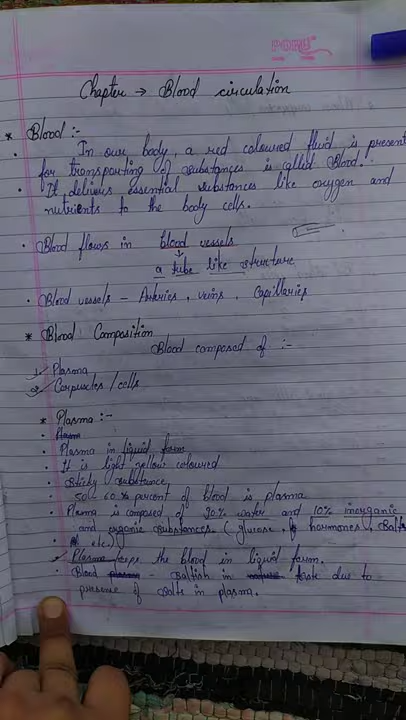 Chapter → Blood circulation
* Blood :-
• In our body, a red coloured fluid is present
for transporting of substances is called Blood.
• It delivers essential substances like oxygen and
nutrients to the body cells.
• Blood flows in blood vessels
↓
a tube like structure
• Blood vessels - Arteries, veins, Capillaries
* Blood Composition
Blood composed of :-
1. Plasma
2. Corpuscles/cells
* Plasma :-
• Plasma in liquid form
• It is light yellow coloured
• Sticky substance
• 50 - 60% percent of blood is plasma
• Plasma is composed of 90% water and 10% inorganic
and organic substances. (glucose, hormones, Salts
etc.)
• Plasma keeps the blood in liquid form.
• Blood - Saltish in taste due to
presence of salts in plasma.